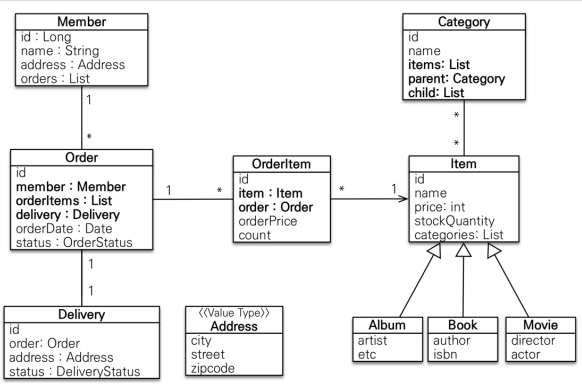 Member
id : Long
name : String
address : Address
orders : List
Category
id
name
items: List
parent: Category
child: List
1
*
*
*
Order
id
member : Member
orderItems : List
delivery : Delivery
orderDate : Date
status : OrderStatus
1
*
OrderItem
id
item : Item
order : Order
orderPrice
count
*
1
Item
id
name
price: int
stockQuantity
categories: List
1
1
Delivery
id
order: Order
address : Address
status : DeliveryStatus
《Value Type》
Address
city
street
zipcode
Album
artist
etc
Book
author
isbn
Movie
director
actor